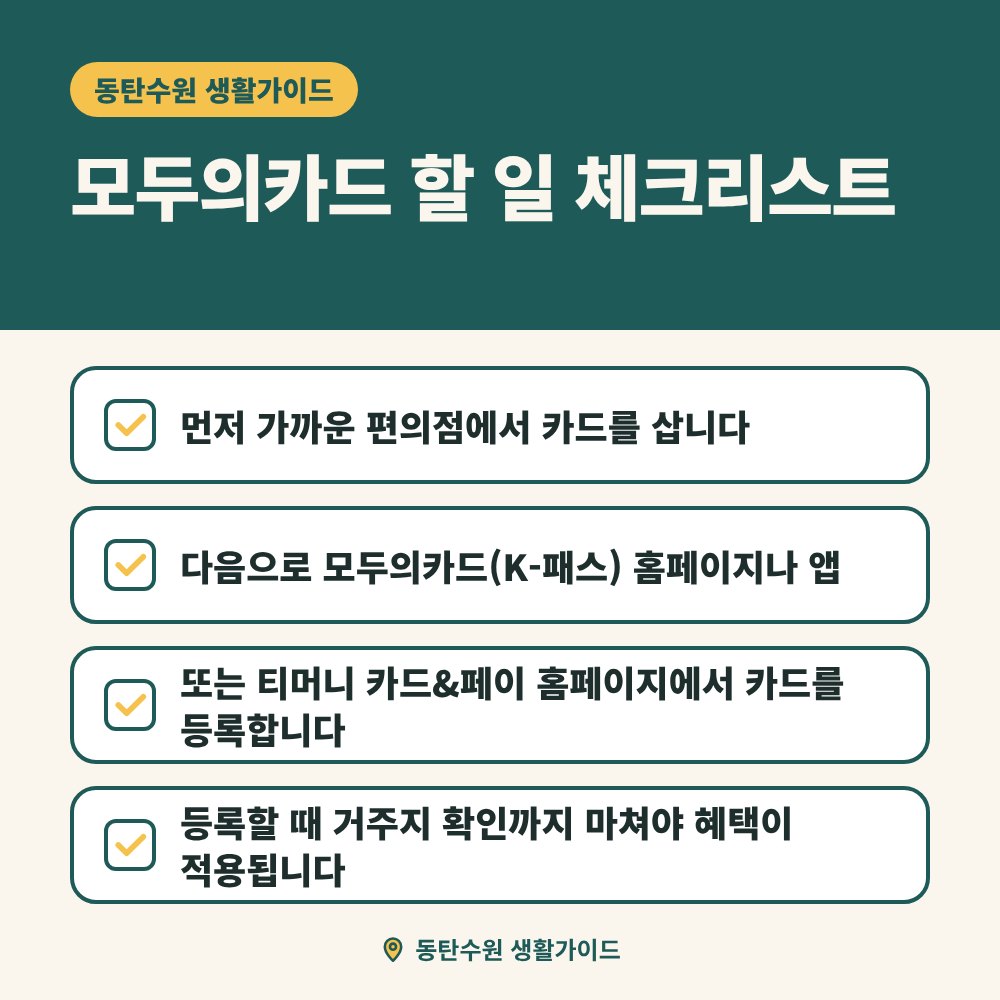 동탄수원 생활가이드
모두의카드 할 일 체크리스트
먼저 가까운 편의점에서 카드를 삽니다
다음으로 모두의카드(K-패스) 홈페이지나 앱
또는 티머니 카드&페이 홈페이지에서 카드를
등록합니다
등록할 때 거주지 확인까지 마쳐야 혜택이
적용됩니다
동탄수원 생활가이드